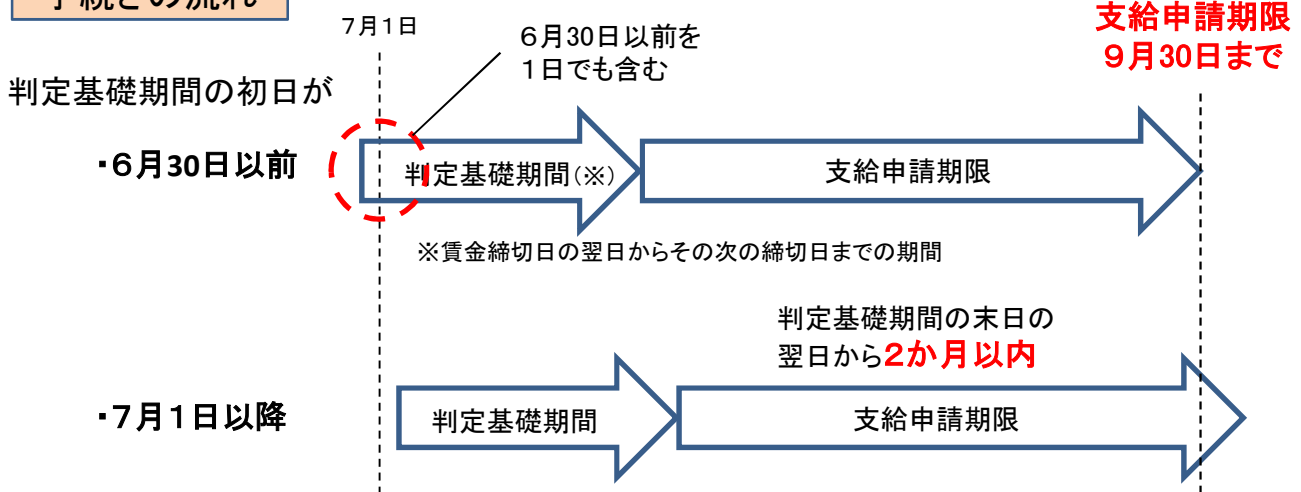 手続きの流れ
7月1日
6月30日以前を
1日でも含む
支給申請期限
9月30日まで
判定基礎期間の初日が
・6月30日以前
判定基礎期間(※)
支給申請期限
※賃金締切日の翌日からその次の締切日までの期間
判定基礎期間の末日の
翌日から2か月以内
・7月1日以降
判定基礎期間
支給申請期限